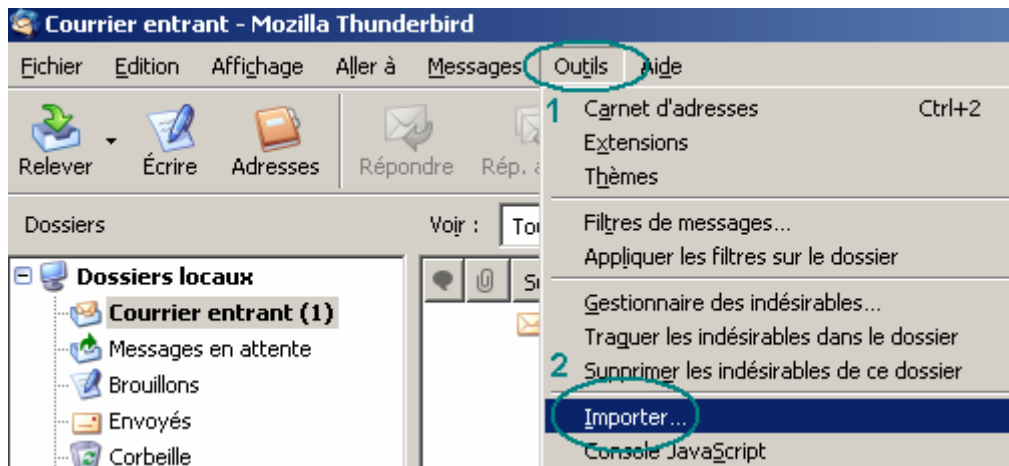 Courrier entrant - Mozilla Thunderbird
Fichier Edition Affichage Aller à Messages Outils Aide
Relever Écrire Adresses Répondre Rép.
1 Carnet d'adresses Ctrl+2
Extensions
Thèmes
Filtres de messages...
Appliquer les filtres sur le dossier
Gestionnaire des indésirables...
Traquer les indésirables dans le dossier
2 Supprimer les indésirables de ce dossier
Importer...
Console JavaScript
Dossiers Voir :
Dossiers locaux
Courrier entrant (1)
Messages en attente
Brouillons
Envoyés
Corbeille